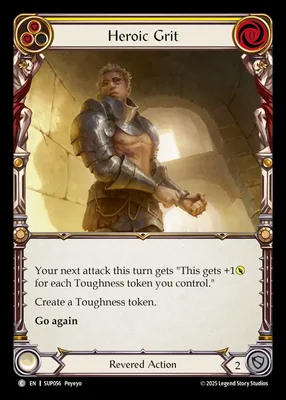 Heroic Grit
Your next attack this turn gets "This gets +1
for each Toughness token you control."
Create a Toughness token.
Go again
Revered Action
2
C EN | SUP056 Peyeyo
© 2025 Legend Story Studios